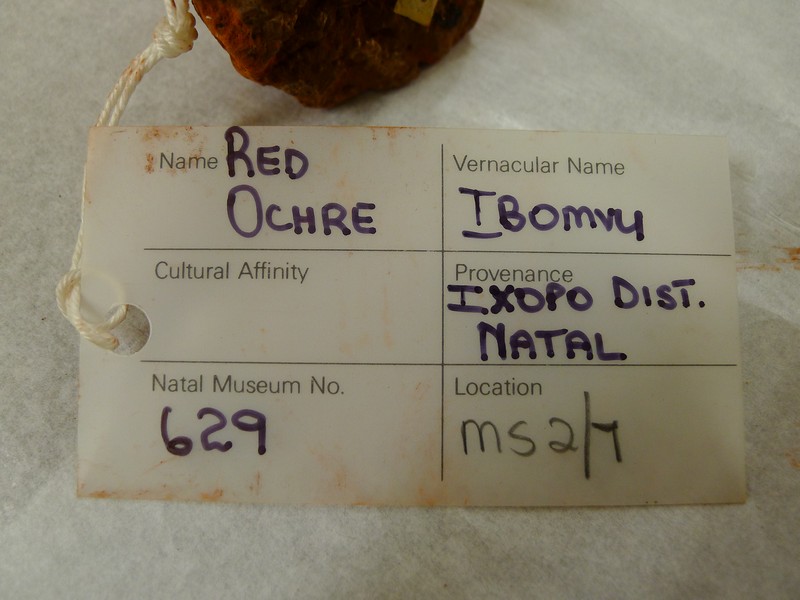 Name RED
OCHRE
Vernacular Name
IBOMVU
Cultural Affinity
Provenance
IXOPO DIST.
NATAL
Natal Museum No.
629
Location
MS2/7